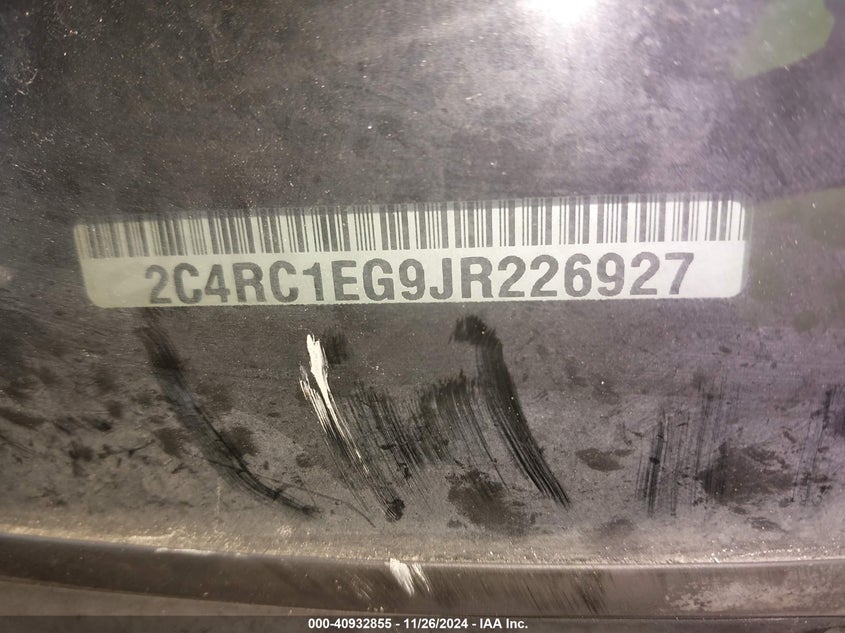 2C4RC1EG9JR226927
000-40932855 - 11/26/2024 - IAA Inc.